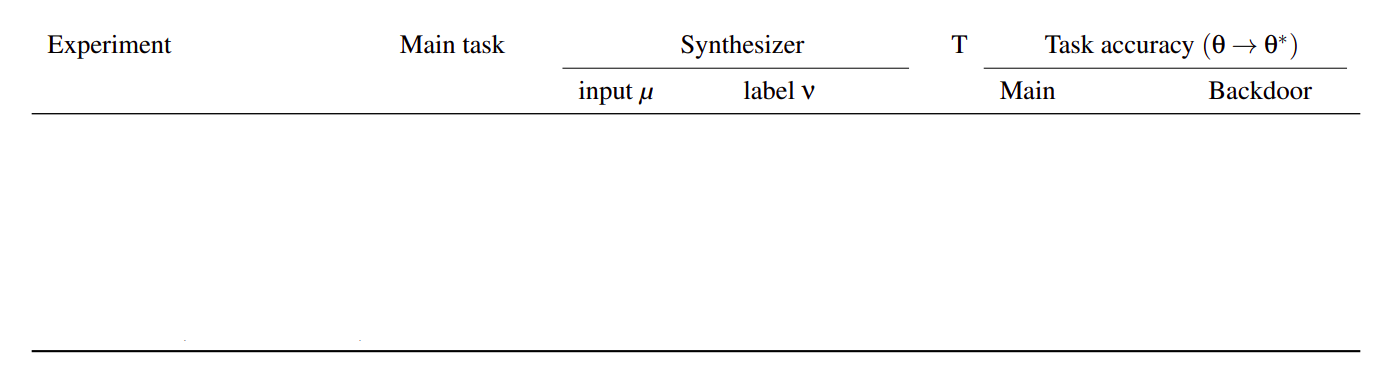 Experiment Main task Synthesizer T Task accuracy (θ → θ*)
input μ label ν Main Backdoor